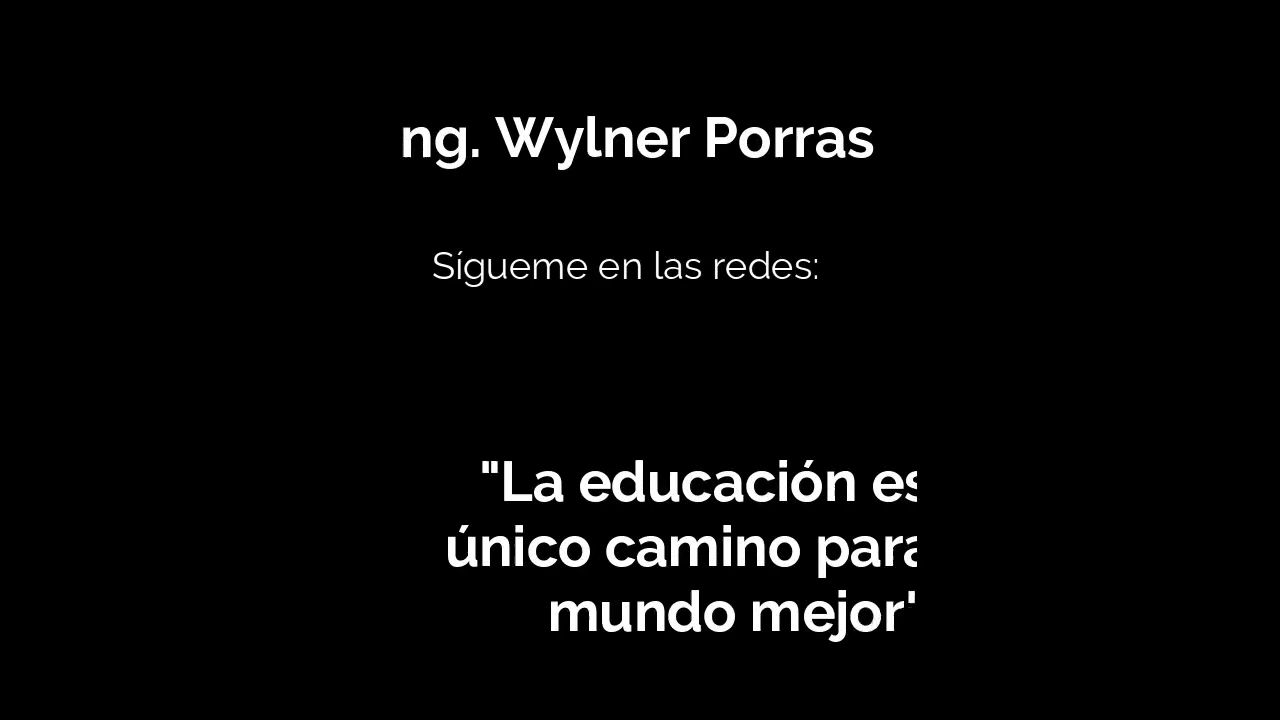 ng. Wylner Porras
Sígueme en las redes:
"La educación es
único camino para
mundo mejor"